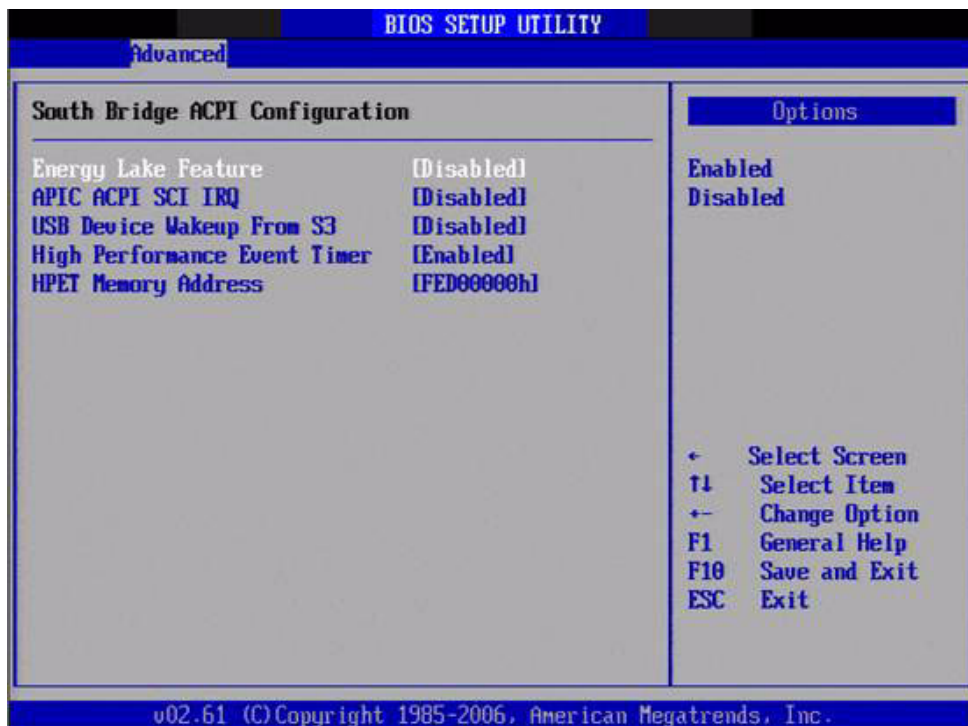 BIOS SETUP UTILITY
Advanced
South Bridge ACPI Configuration
Energy Lake Feature [Disabled]
APIC ACPI SCI IRQ [Disabled]
USB Device Wakeup From S3 [Disabled]
High Performance Event Timer [Enabled]
HPET Memory Address [FED00000h]
Options
Enabled
Disabled
← Select Screen
↑↓ Select Item
+- Change Option
F1 General Help
F10 Save and Exit
ESC Exit
v02.61 (C)Copyright 1985-2006, American Megatrends, Inc.